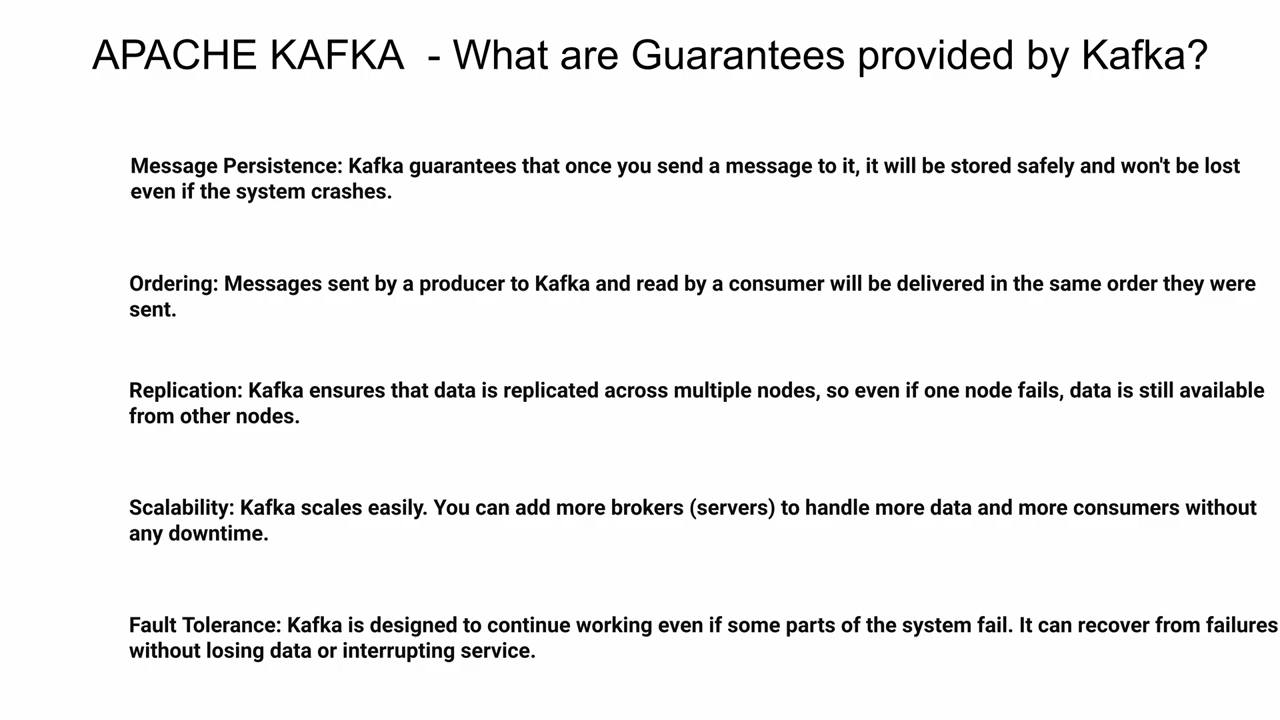 APACHE KAFKA - What are Guarantees provided by Kafka?
Message Persistence: Kafka guarantees that once you send a message to it, it will be stored safely and won't be lost
even if the system crashes.
Ordering: Messages sent by a producer to Kafka and read by a consumer will be delivered in the same order they were
sent.
Replication: Kafka ensures that data is replicated across multiple nodes, so even if one node fails, data is still available
from other nodes.
Scalability: Kafka scales easily. You can add more brokers (servers) to handle more data and more consumers without
any downtime.
Fault Tolerance: Kafka is designed to continue working even if some parts of the system fail. It can recover from failures
without losing data or interrupting service.